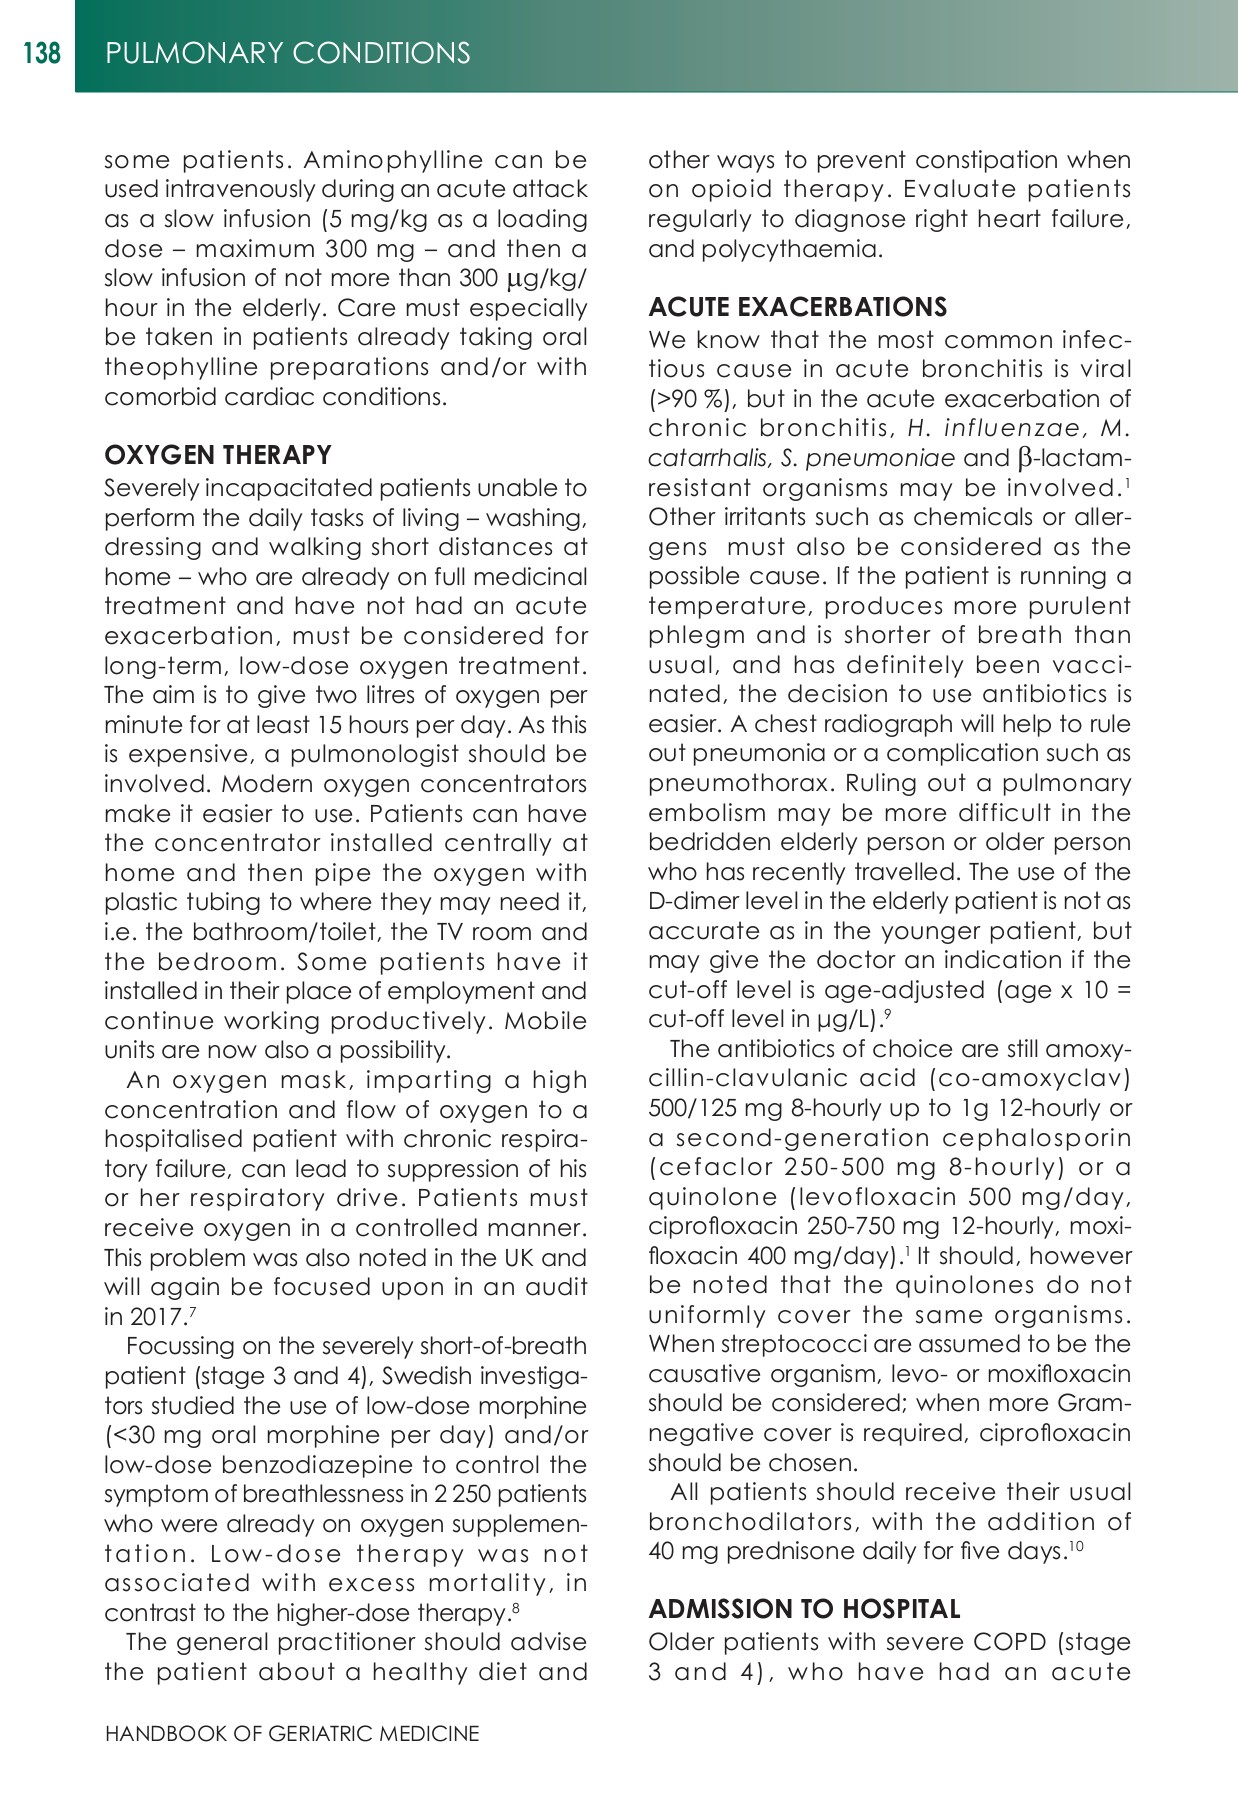 138
PULMONARY CONDITIONS
some patients. Aminophylline can be
used intravenously during an acute attack
as a slow infusion (5 mg/kg as a loading
dose – maximum 300 mg – and then a
slow infusion of not more than 300 µg/kg/
hour in the elderly. Care must especially
be taken in patients already taking oral
theophylline preparations and/or with
comorbid cardiac conditions.
OXYGEN THERAPY
Severely incapacitated patients unable to
perform the daily tasks of living – washing,
dressing and walking short distances at
home – who are already on full medicinal
treatment and have not had an acute
exacerbation, must be considered for
long-term, low-dose oxygen treatment.
The aim is to give two litres of oxygen per
minute for at least 15 hours per day. As this
is expensive, a pulmonologist should be
involved. Modern oxygen concentrators
make it easier to use. Patients can have
the concentrator installed centrally at
home and then pipe the oxygen with
plastic tubing to where they may need it,
i.e. the bathroom/toilet, the TV room and
the bedroom. Some patients have it
installed in their place of employment and
continue working productively. Mobile
units are now also a possibility.
An oxygen mask, imparting a high
concentration and flow of oxygen to a
hospitalised patient with chronic respira-
tory failure, can lead to suppression of his
or her respiratory drive. Patients must
receive oxygen in a controlled manner.
This problem was also noted in the UK and
will again be focused upon in an audit
in 2017.⁷
Focussing on the severely short-of-breath
patient (stage 3 and 4), Swedish investiga-
tors studied the use of low-dose morphine
(<30 mg oral morphine per day) and/or
low-dose benzodiazepine to control the
symptom of breathlessness in 2 250 patients
who were already on oxygen supplemen-
tation. Low-dose therapy was not
associated with excess mortality, in
contrast to the higher-dose therapy.⁸
The general practitioner should advise
the patient about a healthy diet and
other ways to prevent constipation when
on opioid therapy. Evaluate patients
regularly to diagnose right heart failure,
and polycythaemia.
ACUTE EXACERBATIONS
We know that the most common infec-
tious cause in acute bronchitis is viral
(>90 %), but in the acute exacerbation of
chronic bronchitis, H. influenzae, M.
catarrhalis, S. pneumoniae and β-lactam-
resistant organisms may be involved.¹
Other irritants such as chemicals or aller-
gens must also be considered as the
possible cause. If the patient is running a
temperature, produces more purulent
phlegm and is shorter of breath than
usual, and has definitely been vacci-
nated, the decision to use antibiotics is
easier. A chest radiograph will help to rule
out pneumonia or a complication such as
pneumothorax. Ruling out a pulmonary
embolism may be more difficult in the
bedridden elderly person or older person
who has recently travelled. The use of the
D-dimer level in the elderly patient is not as
accurate as in the younger patient, but
may give the doctor an indication if the
cut-off level is age-adjusted (age x 10 =
cut-off level in µg/L).⁹
The antibiotics of choice are still amoxy-
cillin-clavulanic acid (co-amoxyclav)
500/125 mg 8-hourly up to 1g 12-hourly or
a second-generation cephalosporin
(cefaclor 250-500 mg 8-hourly) or a
quinolone (levofloxacin 500 mg/day,
ciprofloxacin 250-750 mg 12-hourly, moxi-
floxacin 400 mg/day).¹ It should, however
be noted that the quinolones do not
uniformly cover the same organisms.
When streptococci are assumed to be the
causative organism, levo- or moxifloxacin
should be considered; when more Gram-
negative cover is required, ciprofloxacin
should be chosen.
All patients should receive their usual
bronchodilators, with the addition of
40 mg prednisone daily for five days.¹⁰
ADMISSION TO HOSPITAL
Older patients with severe COPD (stage
3 and 4), who have had an acute
HANDBOOK OF GERIATRIC MEDICINE